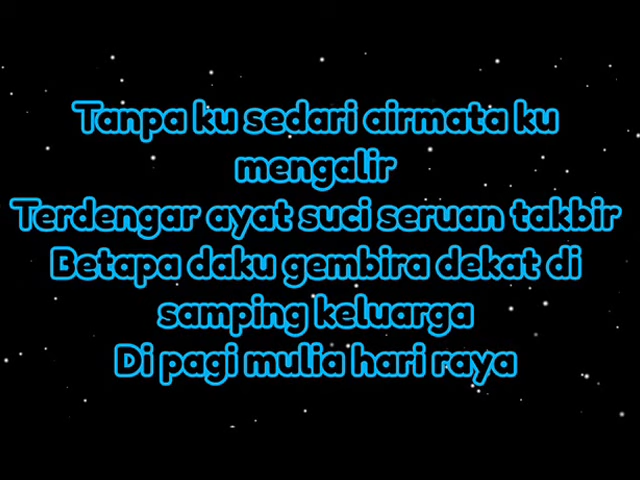 Tanpa ku sedari airmata ku
mengalir
Terdengar ayat suci seruan takbir
Betapa daku gembira dekat di
samping keluarga
Di pagi mulia hari raya